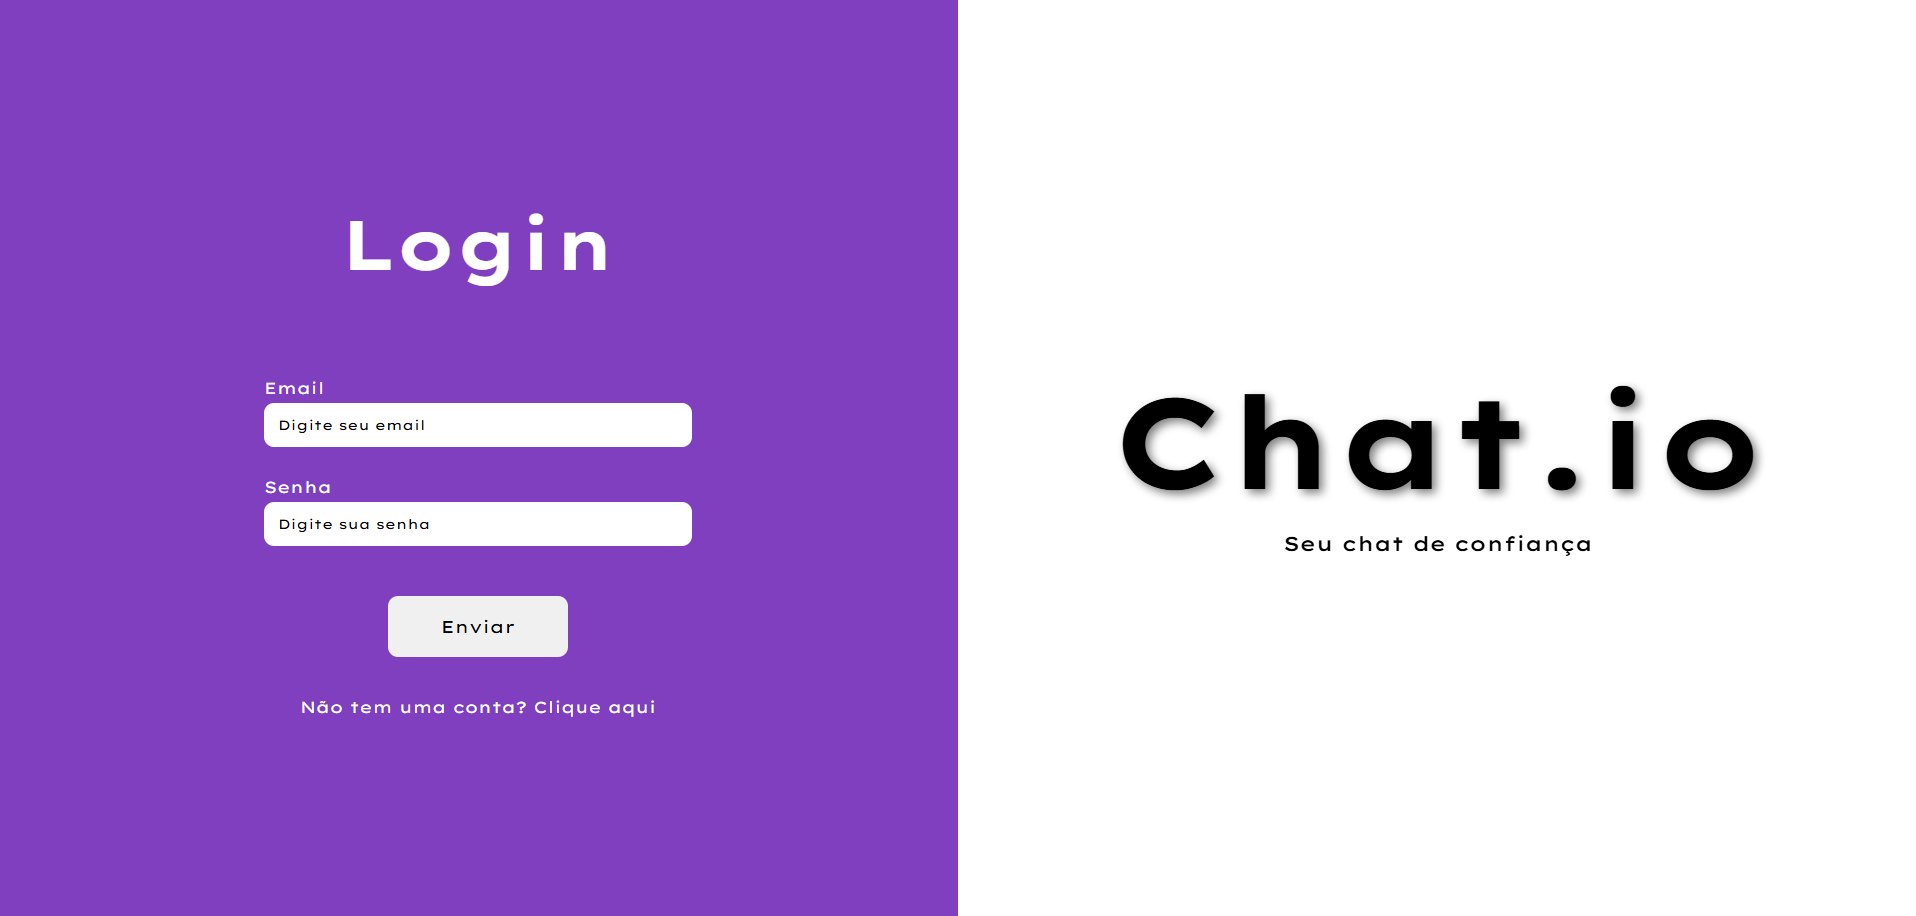 Login
Email
Digite seu email
Senha
Digite sua senha
Enviar
Não tem uma conta? Clique aqui
Chat.io
Seu chat de confiança